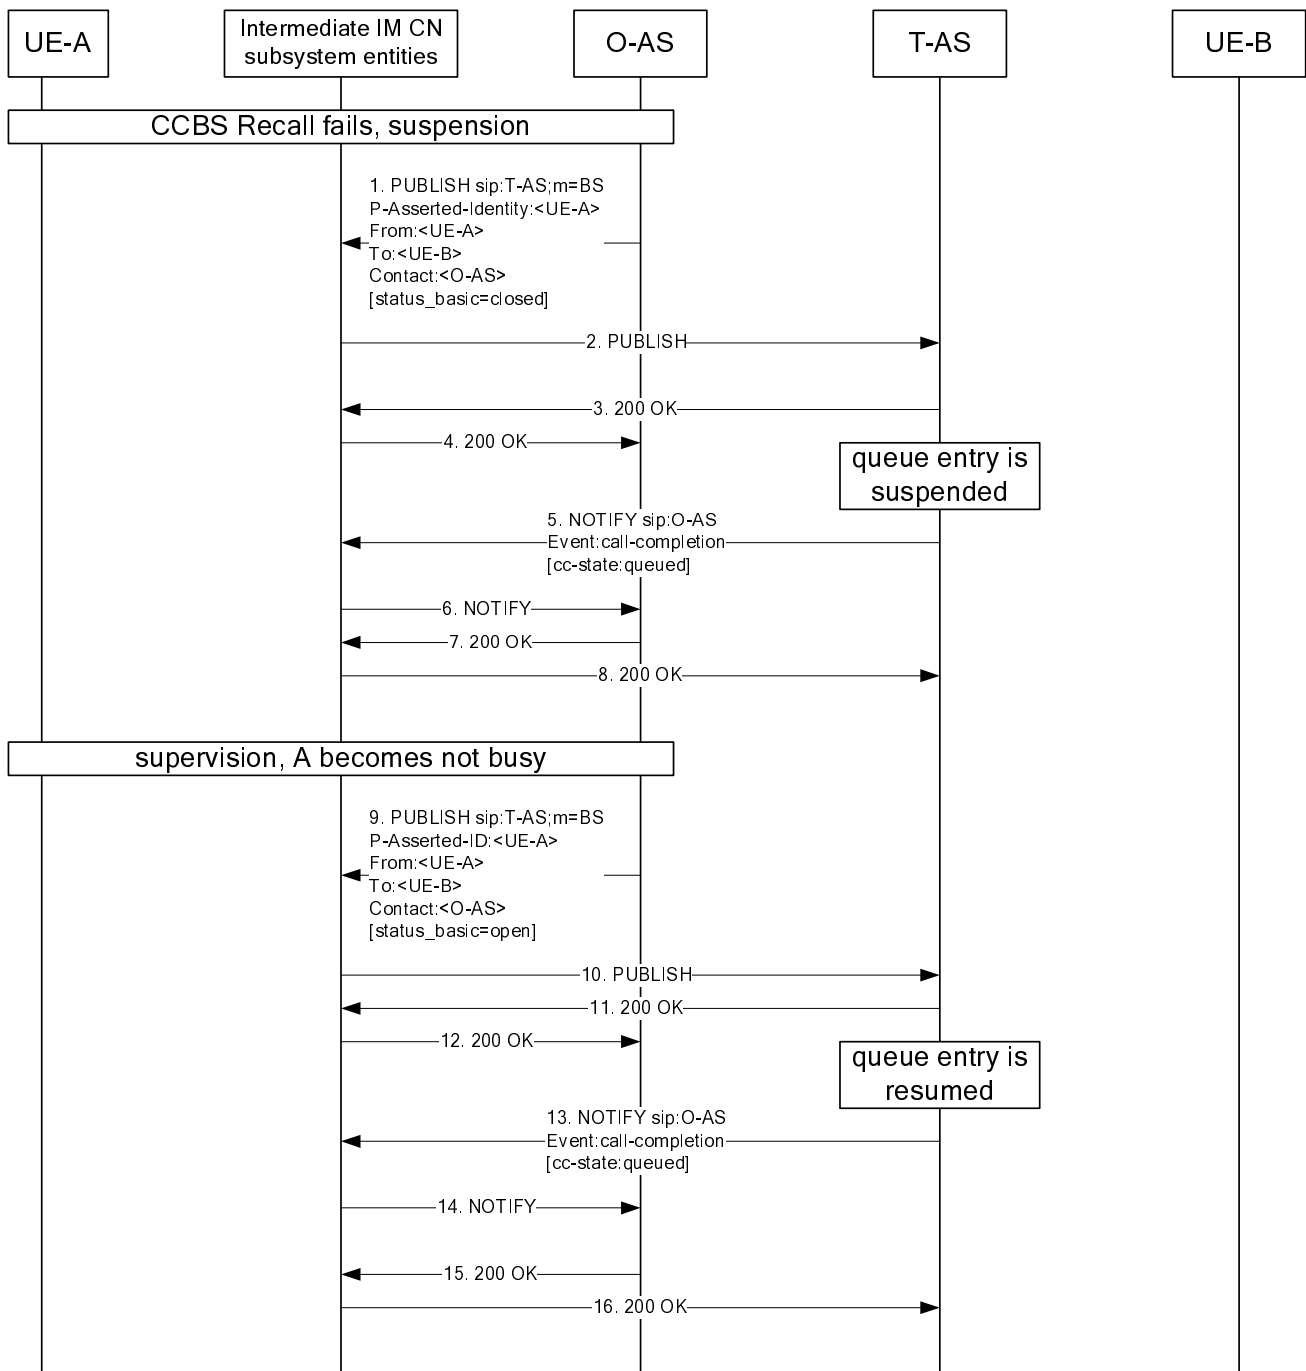 UE-A
Intermediate IM CN
subsystem entities
O-AS
T-AS
UE-B
CCBS Recall fails, suspension
1. PUBLISH sip:T-AS;m=BS
P-Asserted-Identity:<UE-A>
From:<UE-A>
To:<UE-B>
Contact:<O-AS>
[status_basic=closed]
2. PUBLISH
3. 200 OK
4. 200 OK
queue entry is
suspended
5. NOTIFY sip:O-AS
Event:call-completion
[cc-state:queued]
6. NOTIFY
7. 200 OK
8. 200 OK
supervision, A becomes not busy
9. PUBLISH sip:T-AS;m=BS
P-Asserted-ID:<UE-A>
From:<UE-A>
To:<UE-B>
Contact:<O-AS>
[status_basic=open]
10. PUBLISH
11. 200 OK
12. 200 OK
queue entry is
resumed
13. NOTIFY sip:O-AS
Event:call-completion
[cc-state:queued]
14. NOTIFY
15. 200 OK
16. 200 OK